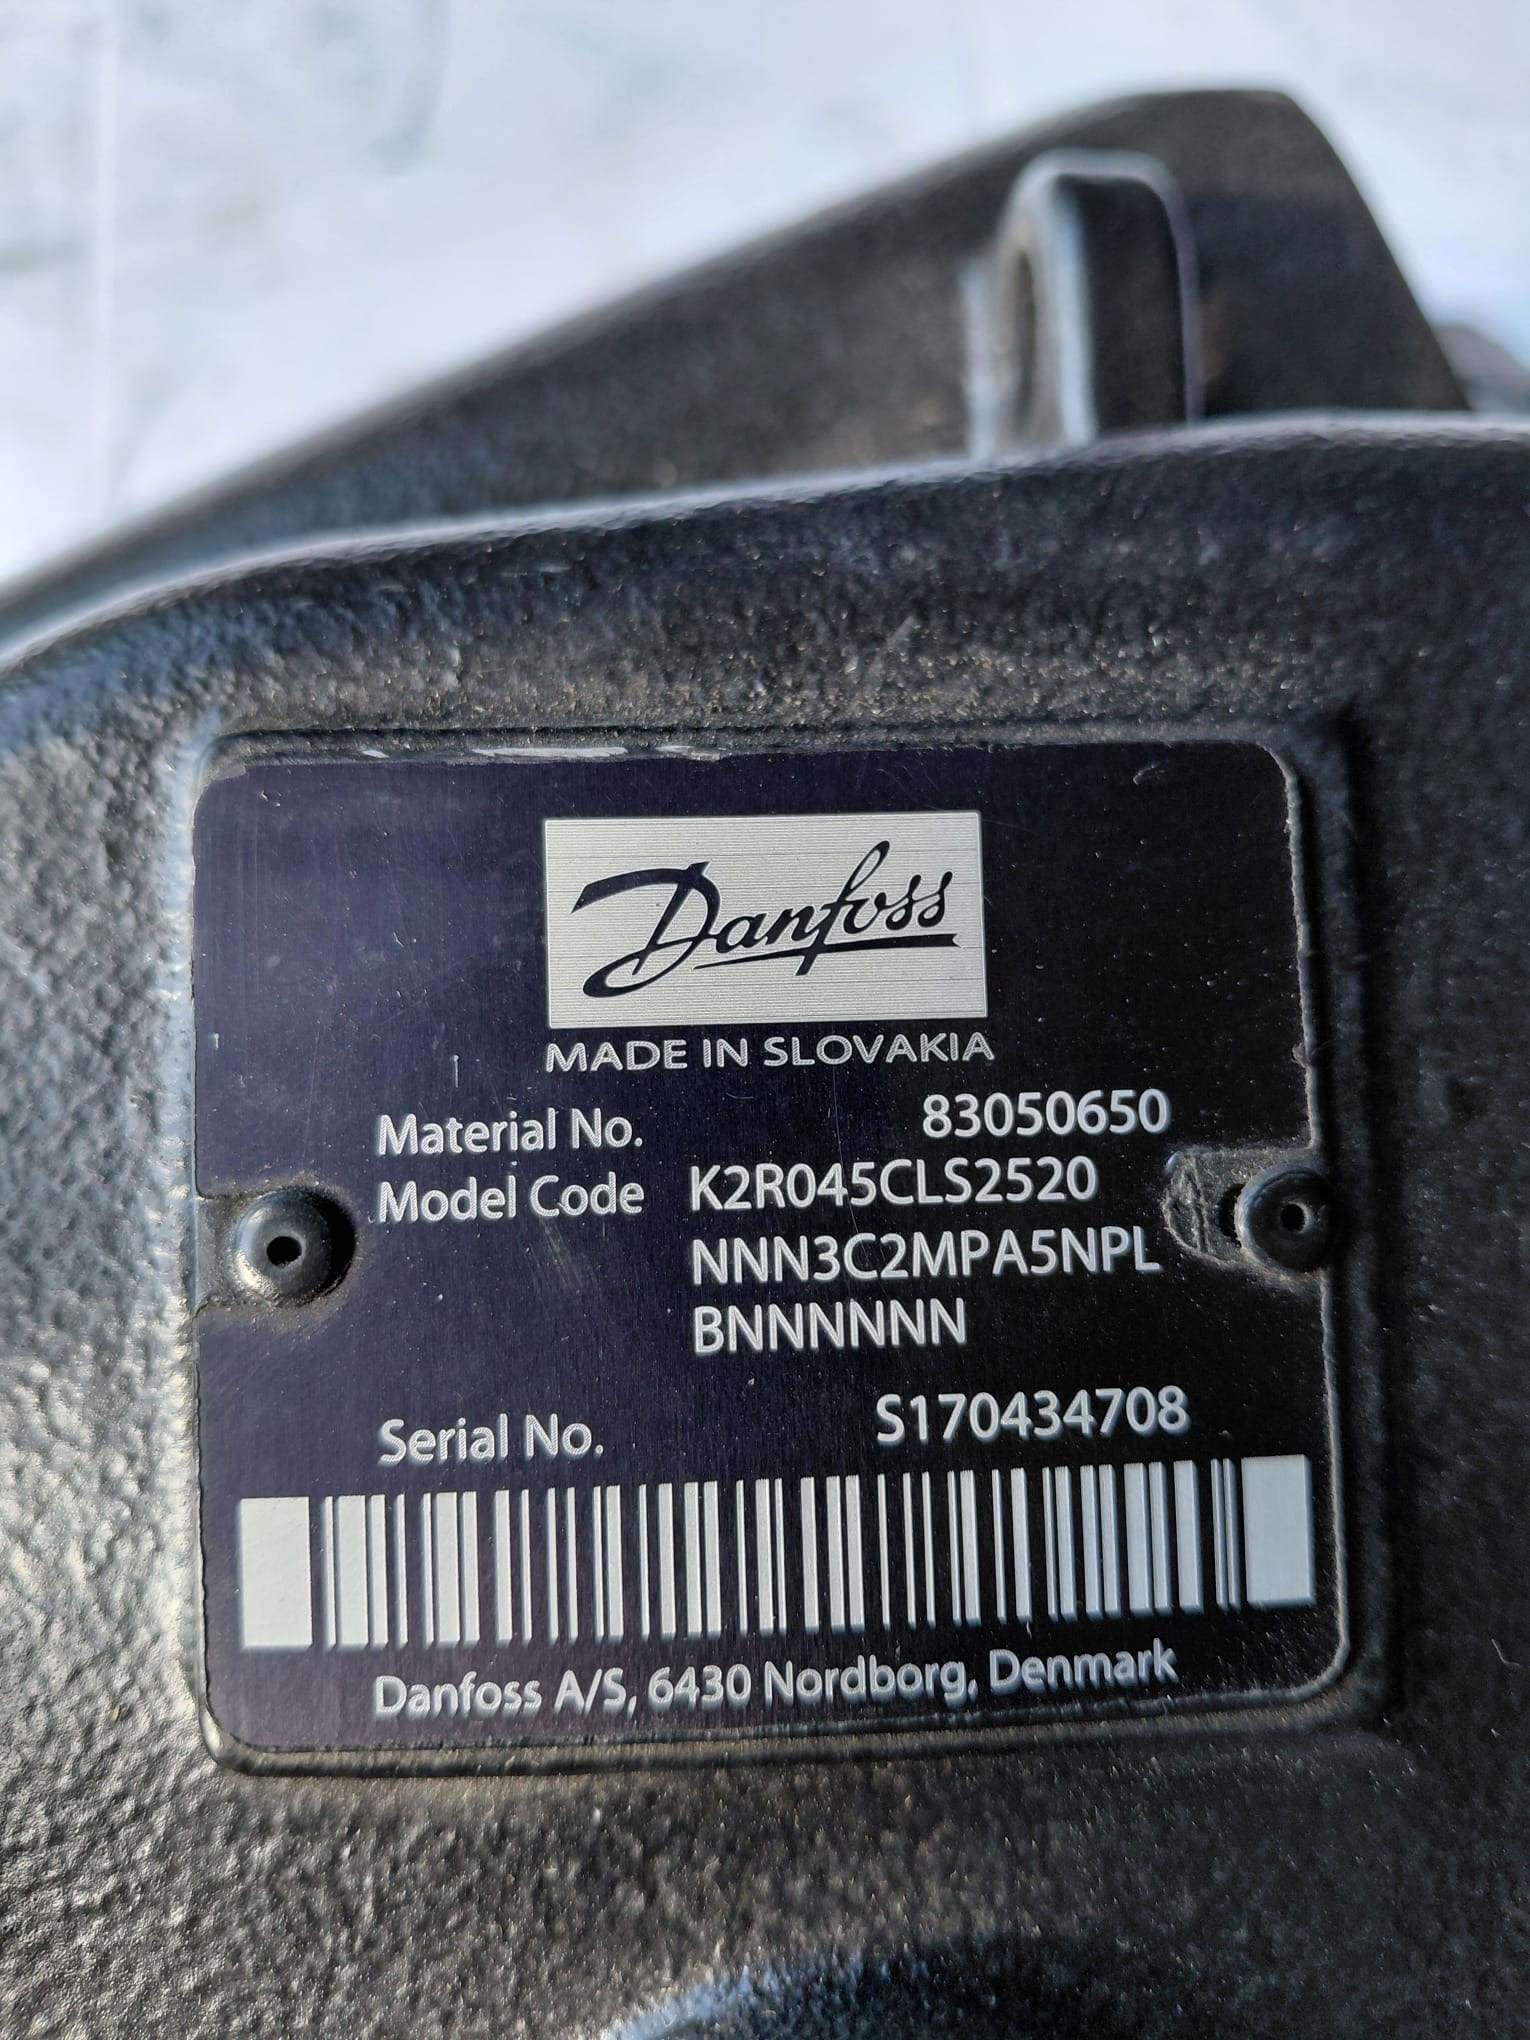 Danfoss
MADE IN SLOVAKIA
Material No. 83050650
Model Code K2R045CLS2520
NNN3C2MPA5NPL
BNNNNNN
Serial No. S170434708
Danfoss A/S, 6430 Nordborg, Denmark